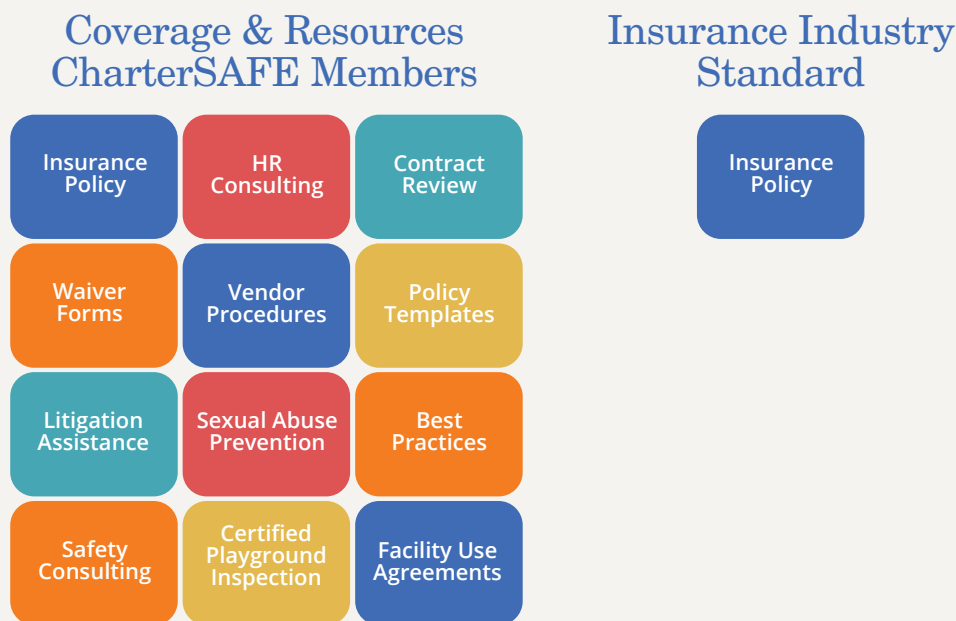 Coverage & Resources
CharterSAFE Members
Insurance Industry
Standard
Insurance
Policy
HR
Consulting
Contract
Review
Insurance
Policy
Waiver
Forms
Vendor
Procedures
Policy
Templates
Litigation
Assistance
Sexual Abuse
Prevention
Best
Practices
Safety
Consulting
Certified
Playground
Inspection
Facility Use
Agreements